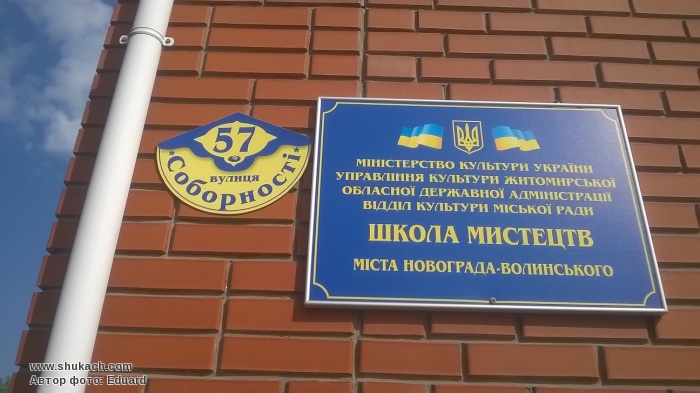 57
вулиця
Соборності
МІНІСТЕРСТВО КУЛЬТУРИ УКРАЇНИ
УПРАВЛІННЯ КУЛЬТУРИ ЖИТОМИРСЬКОЇ
ОБЛАСНОЇ ДЕРЖАВНОЇ АДМІНІСТРАЦІЇ
ВІДДІЛ КУЛЬТУРИ МІСЬКОЇ РАДИ
ШКОЛА МИСТЕЦТВ
МІСТА НОВОГРАДА-ВОЛИНСЬКОГО
www.shukach.com
Автор фото: Eduard